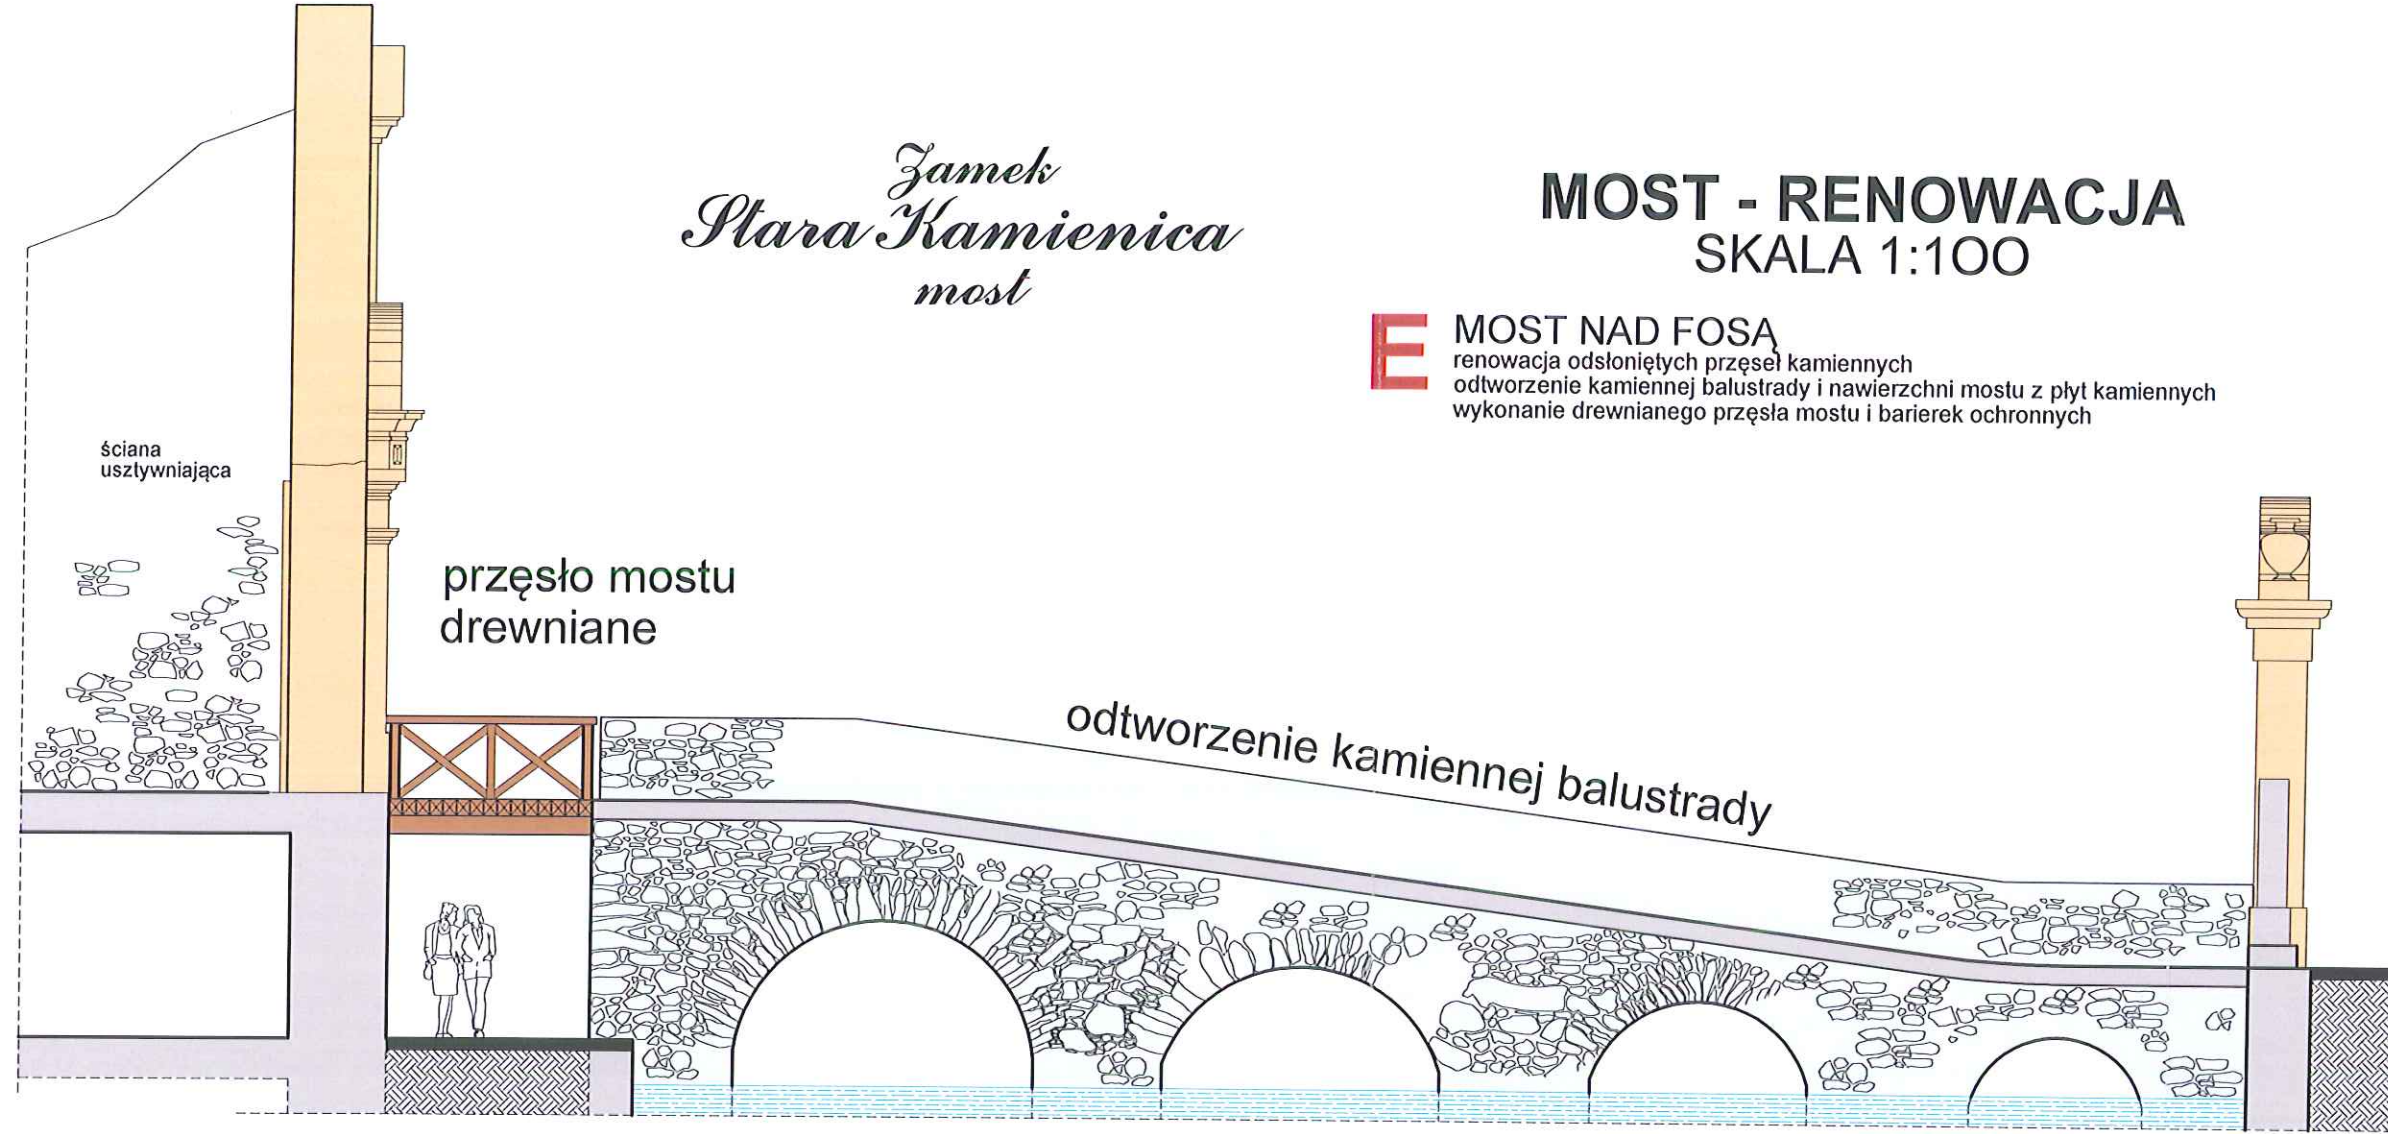 Zamek
Stara Kamienica
most
MOST - RENOWACJA
SKALA 1:100
E MOST NAD FOSĄ
renowacja odsłoniętych przęseł kamiennych
odtworzenie kamiennej balustrady i nawierzchni mostu z płyt kamiennych
wykonanie drewnianego przęsła mostu i barierek ochronnych
ściana
usztywniająca
przęsło mostu
drewniane
odtworzenie kamiennej balustrady